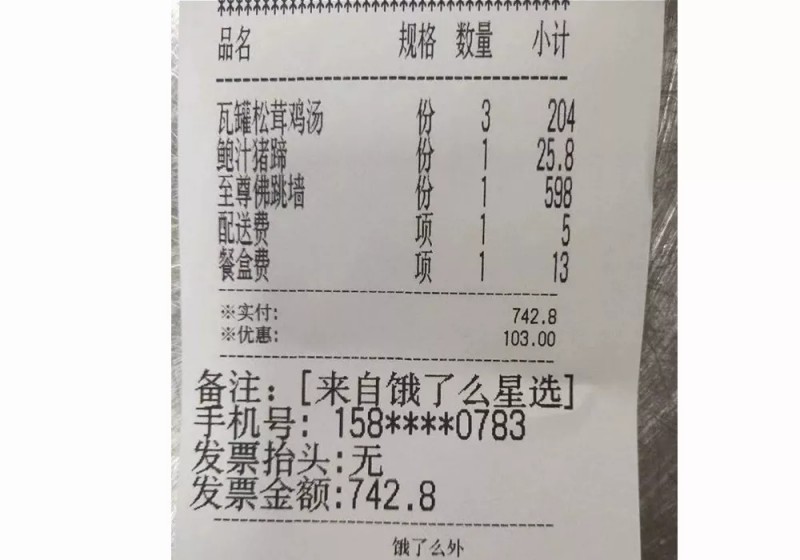 品名 规格 数量 小计
瓦罐松茸鸡汤 份 3 204
鲍汁猪蹄 份 1 25.8
至尊佛跳墙 份 1 598
配送费 项 1 5
餐盒费 项 1 13
※实付: 742.8
※优惠: 103.00
备注: [来自饿了么星选]
手机号: 158****0783
发票抬头:无
发票金额:742.8
饿了么外